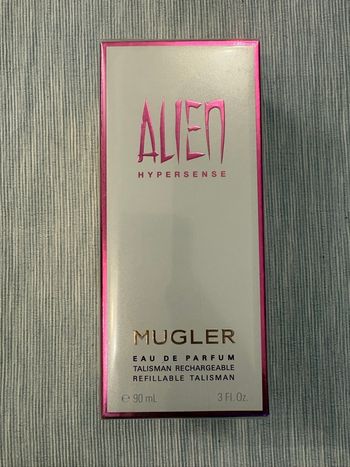 ALIEN
HYPERSENSE
MUGLER
EAU DE PARFUM
TALISMAN RECHARGEABLE
REFILLABLE TALISMAN
℮ 90 mL 3 Fl. Oz.